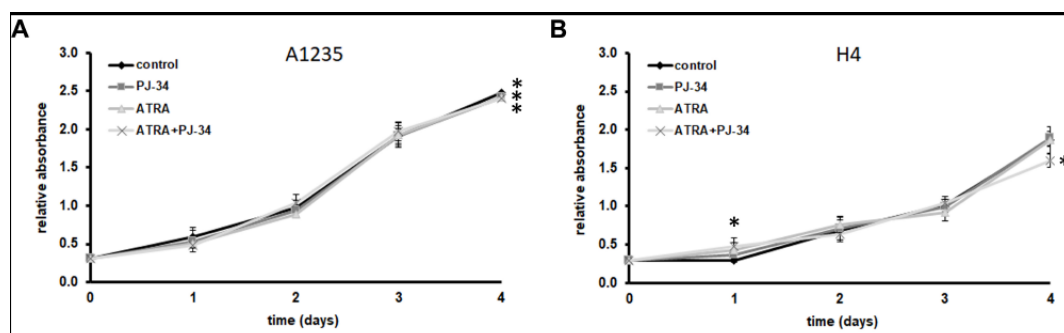 A
A1235
3.0
2.5
2.0
1.5
1.0
0.5
0.0
relative absorbance
control
PJ-34
ATRA
ATRA+PJ-34
*
*
*
0 1 2 3 4
time (days)
B
H4
3.0
2.5
2.0
1.5
1.0
0.5
0.0
relative absorbance
control
PJ-34
ATRA
ATRA+PJ-34
*
*
0 1 2 3 4
time (days)